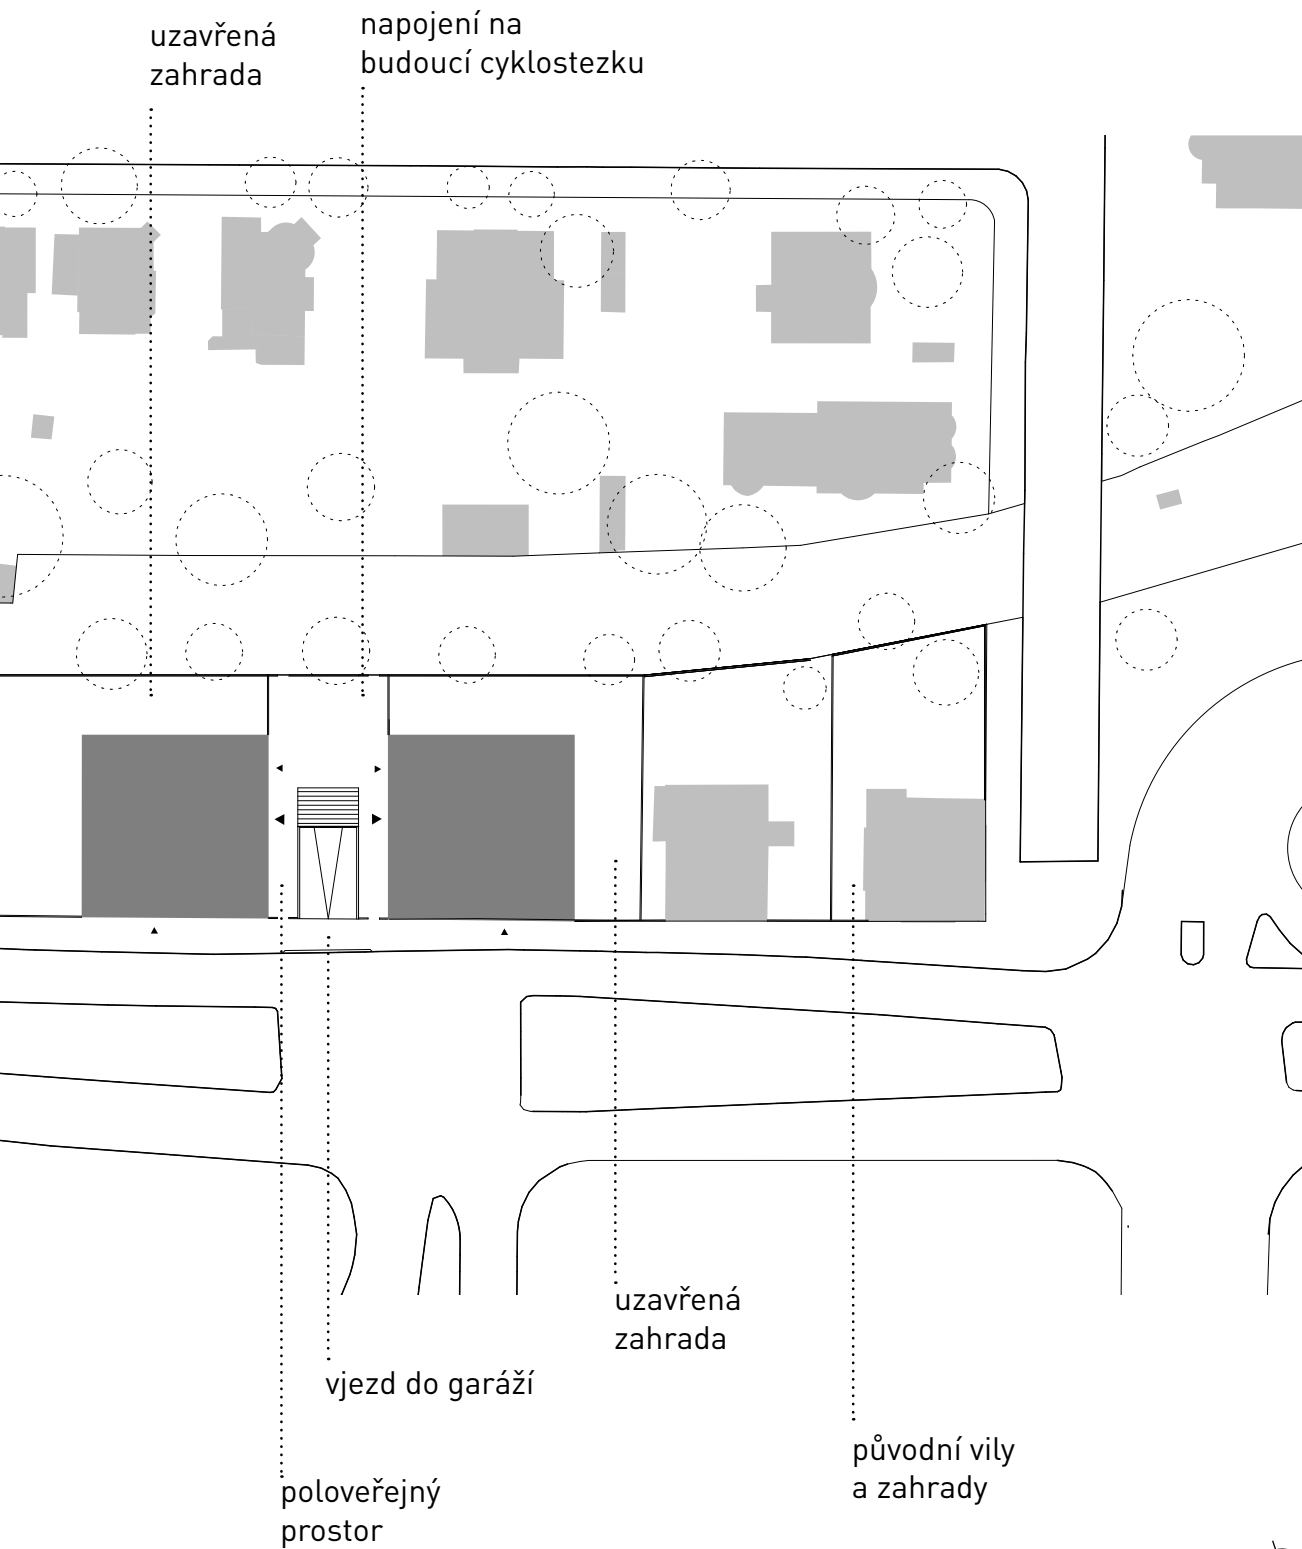 uzavřená
zahrada
napojení na
budoucí cyklostezku
uzavřená
zahrada
vjezd do garáží
původní vily
a zahrady
poloveřejný
prostor